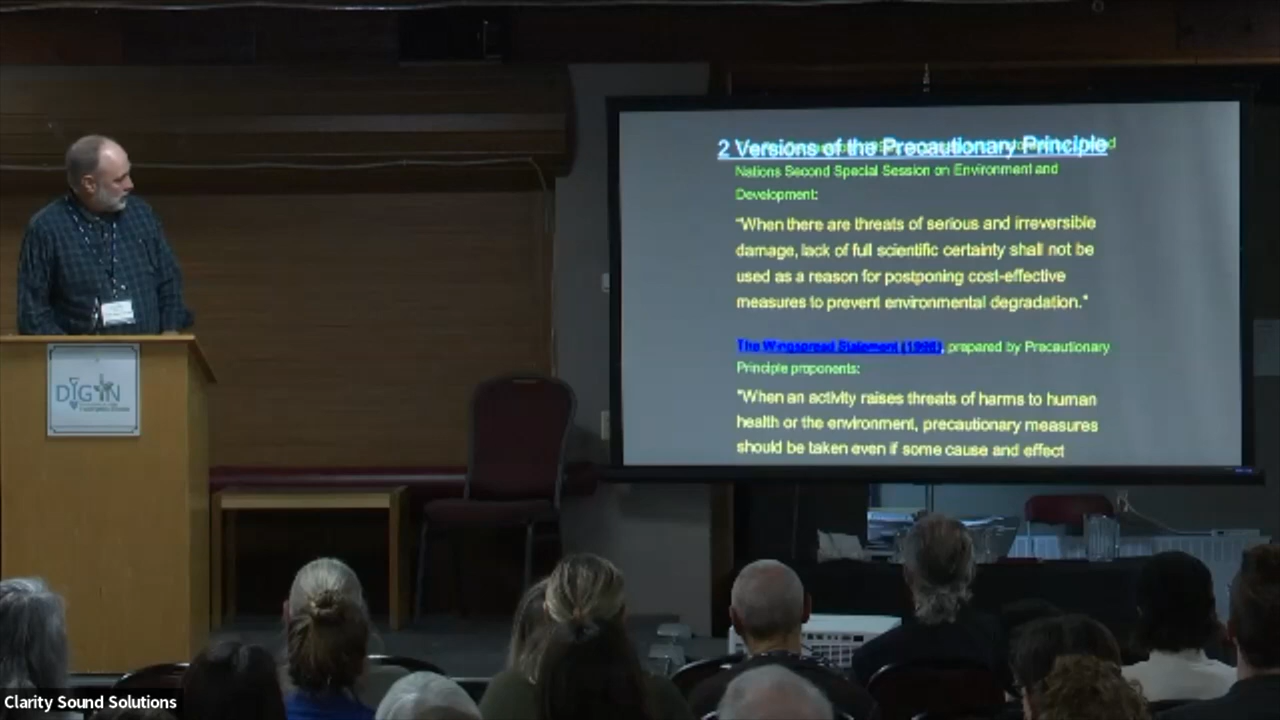 2 Versions of the Precautionary Principle
Nations Second Special Session on Environment and
Development:
"When there are threats of serious and irreversible
damage, lack of full scientific certainty shall not be
used as a reason for postponing cost-effective
measures to prevent environmental degradation."
The Wingspread Statement (1998), prepared by Precautionary
Principle proponents:
"When an activity raises threats of harms to human
health or the environment, precautionary measures
should be taken even if some cause and effect
DIG IN
Clarity Sound Solutions